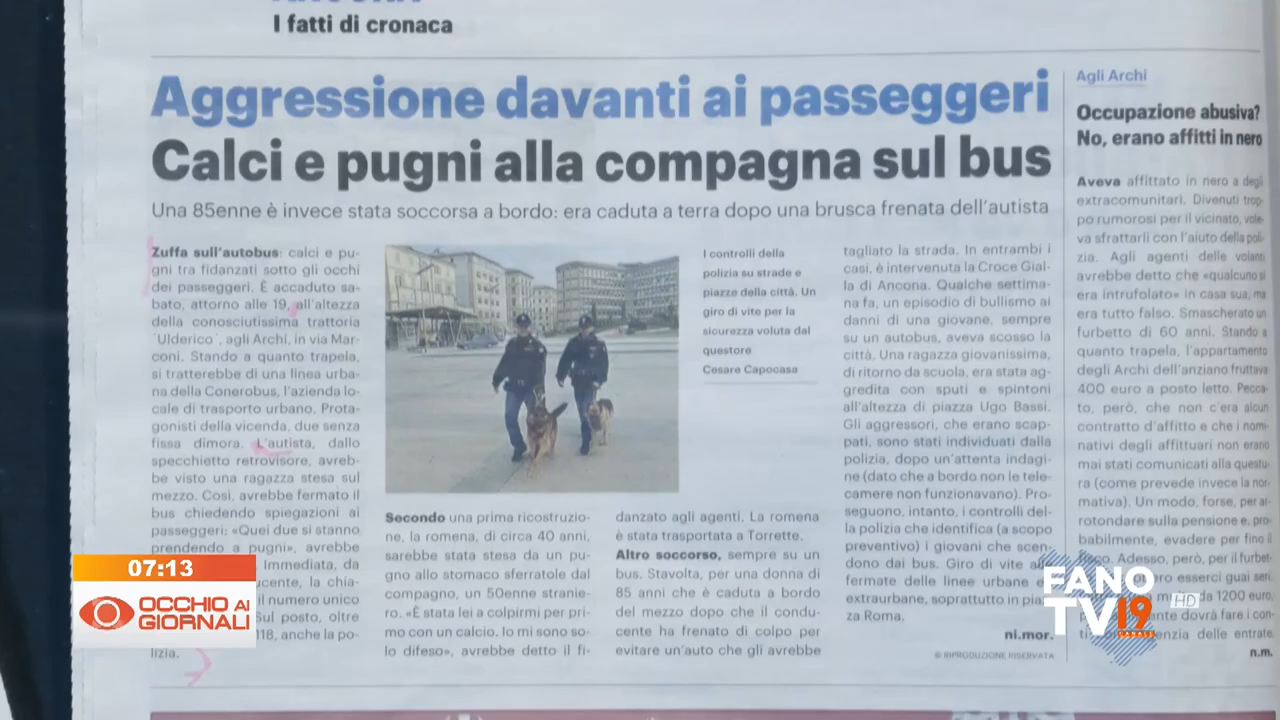 I fatti di cronaca
Aggressione davanti ai passeggeri
Calci e pugni alla compagna sul bus
Una 85enne è invece stata soccorsa a bordo: era caduta a terra dopo una brusca frenata dell'autista
Zuffa sull'autobus: calci e pu-
gni tra fidanzati sotto gli occhi
dei passeggeri. È accaduto sa-
bato, attorno alle 19, all'altezza
della conosciutissima trattoria
'Ulderico', agli Archi, in via Mar-
coni. Stando a quanto trapela,
si tratterebbe di una linea urba-
na della Conerobus, l'azienda lo-
cale di trasporto urbano. Prota-
gonisti della vicenda, due senza
fissa dimora. L'autista, dallo
specchietto retrovisore, avreb-
be visto una ragazza stesa sul
mezzo. Così, avrebbe fermato il
bus chiedendo spiegazioni ai
passeggeri: «Quei due si stanno
prendendo a pugni», avrebbe
Immediata, da
ucente, la chia-
il numero unico
Sul posto, oltre
118, anche la po-
lizia.
I controlli della
polizia su strade e
piazze della città. Un
giro di vite per la
sicurezza voluta dal
questore
Cesare Capocasa
Secondo una prima ricostruzio-
ne, la romena, di circa 40 anni,
sarebbe stata stesa da un pu-
gno allo stomaco sferratole dal
compagno, un 50enne stranie-
ro. «È stata lei a colpirmi per pri-
mo con un calcio. Io mi sono so-
lo difeso», avrebbe detto il fi-
danzato agli agenti. La romena
è stata trasportata a Torrette.
Altro soccorso, sempre su un
bus. Stavolta, per una donna di
85 anni che è caduta a bordo
del mezzo dopo che il condu-
cente ha frenato di colpo per
evitare un'auto che gli avrebbe
tagliato la strada. In entrambi i
casi, è intervenuta la Croce Gial-
la di Ancona. Qualche settima-
na fa, un episodio di bullismo ai
danni di una giovane, sempre
su un autobus, aveva scosso la
città. Una ragazza giovanissima,
di ritorno da scuola, era stata ag-
gredita con sputi e spintoni
all'altezza di piazza Ugo Bassi.
Gli aggressori, che erano scap-
pati, sono stati individuati dalla
polizia, dopo un'attenta indagi-
ne (dato che a bordo non le tele-
camere non funzionavano). Pro-
seguono, intanto, i controlli del-
la polizia che identifica (a scopo
preventivo) i giovani che scen-
dono dai bus. Giro di vite al
fermate delle linee urbane
extraurbane, soprattutto in piaz
za Roma.
ni.mor.
© RIPRODUZIONE RISERVATA
Agli Archi
Occupazione abusiva?
No, erano affitti in nero
Aveva affittato in nero a degli
extracomunitari. Divenuti trop-
po rumorosi per il vicinato, vole-
va sfrattarli con l'aiuto della poli-
zia. Agli agenti delle volanti
avrebbe detto che «qualcuno si
era intrufolato» in casa sua, ma
era tutto falso. Smascherato un
furbetto di 60 anni. Stando a
quanto trapela, l'appartamento
degli Archi dell'anziano fruttava
400 euro a posto letto. Pecca-
to, però, che non c'era alcun
contratto d'affitto e che i nomi-
nativi degli affittuari non erano
mai stati comunicati alla questu-
ra (come prevede invece la nor-
mativa). Un modo, forse, per ar-
rotondare sulla pensione e, pro-
babilmente, evadere per fino il
Adesso, però, per il furbet-
ro esserci guai seri.
da 1200 euro,
nte dovrà fare i con-
enzia delle entrate.
n.m.
07:13
OCCHIO AI
GIORNALI
FANO
TV 19 HD
CANALE